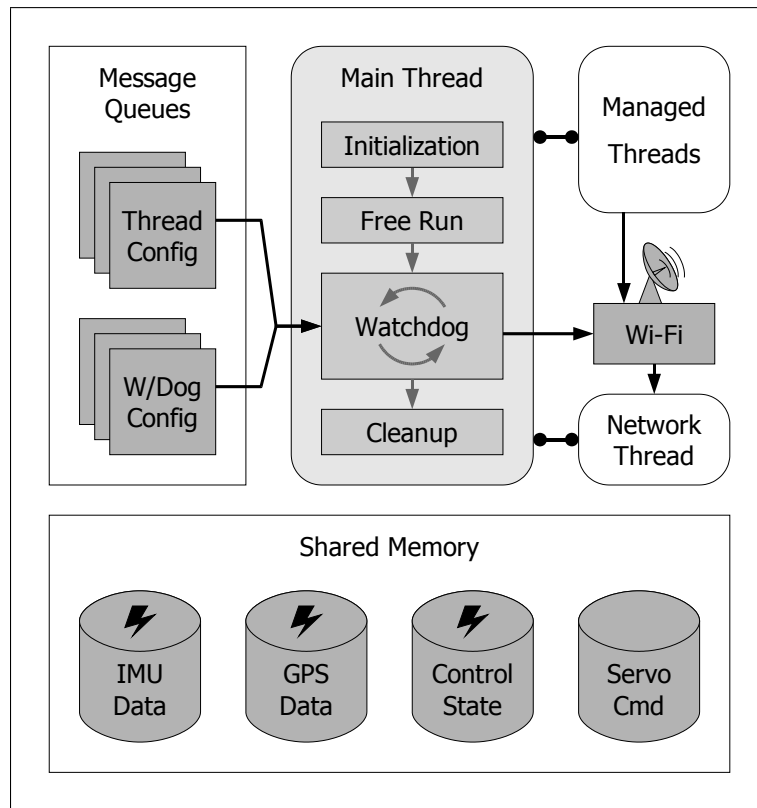 Message
Queues
Thread
Config
W/Dog
Config
Main Thread
Initialization
Free Run
Watchdog
Cleanup
Managed
Threads
Wi-Fi
Network
Thread
Shared Memory
IMU
Data
GPS
Data
Control
State
Servo
Cmd